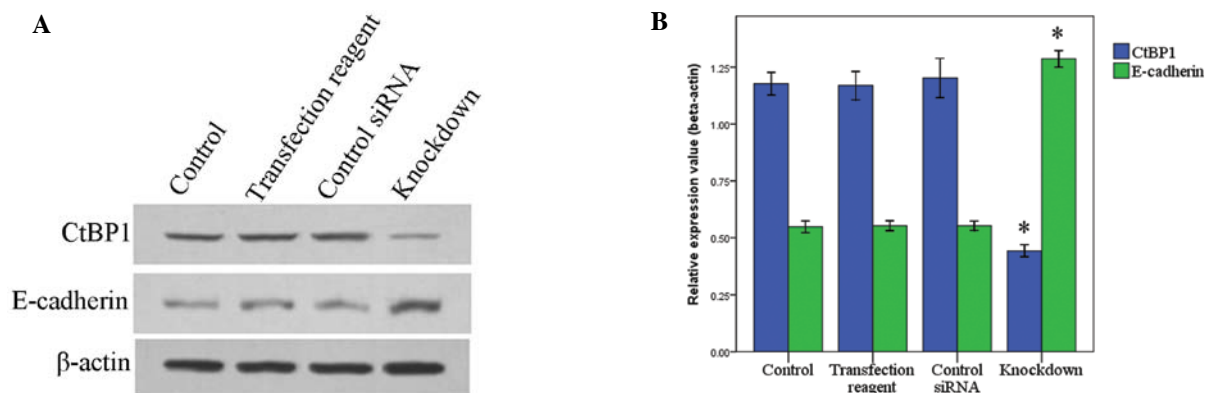 A
Control
Transfection reagent
Control siRNA
Knockdown
CtBP1
E-cadherin
β-actin
B
Relative expression value (beta-actin)
1.25
1.00
0.75
0.50
0.25
0.00
*
*
Control
Transfection
reagent
Control
siRNA
Knockdown
CtBP1
E-cadherin